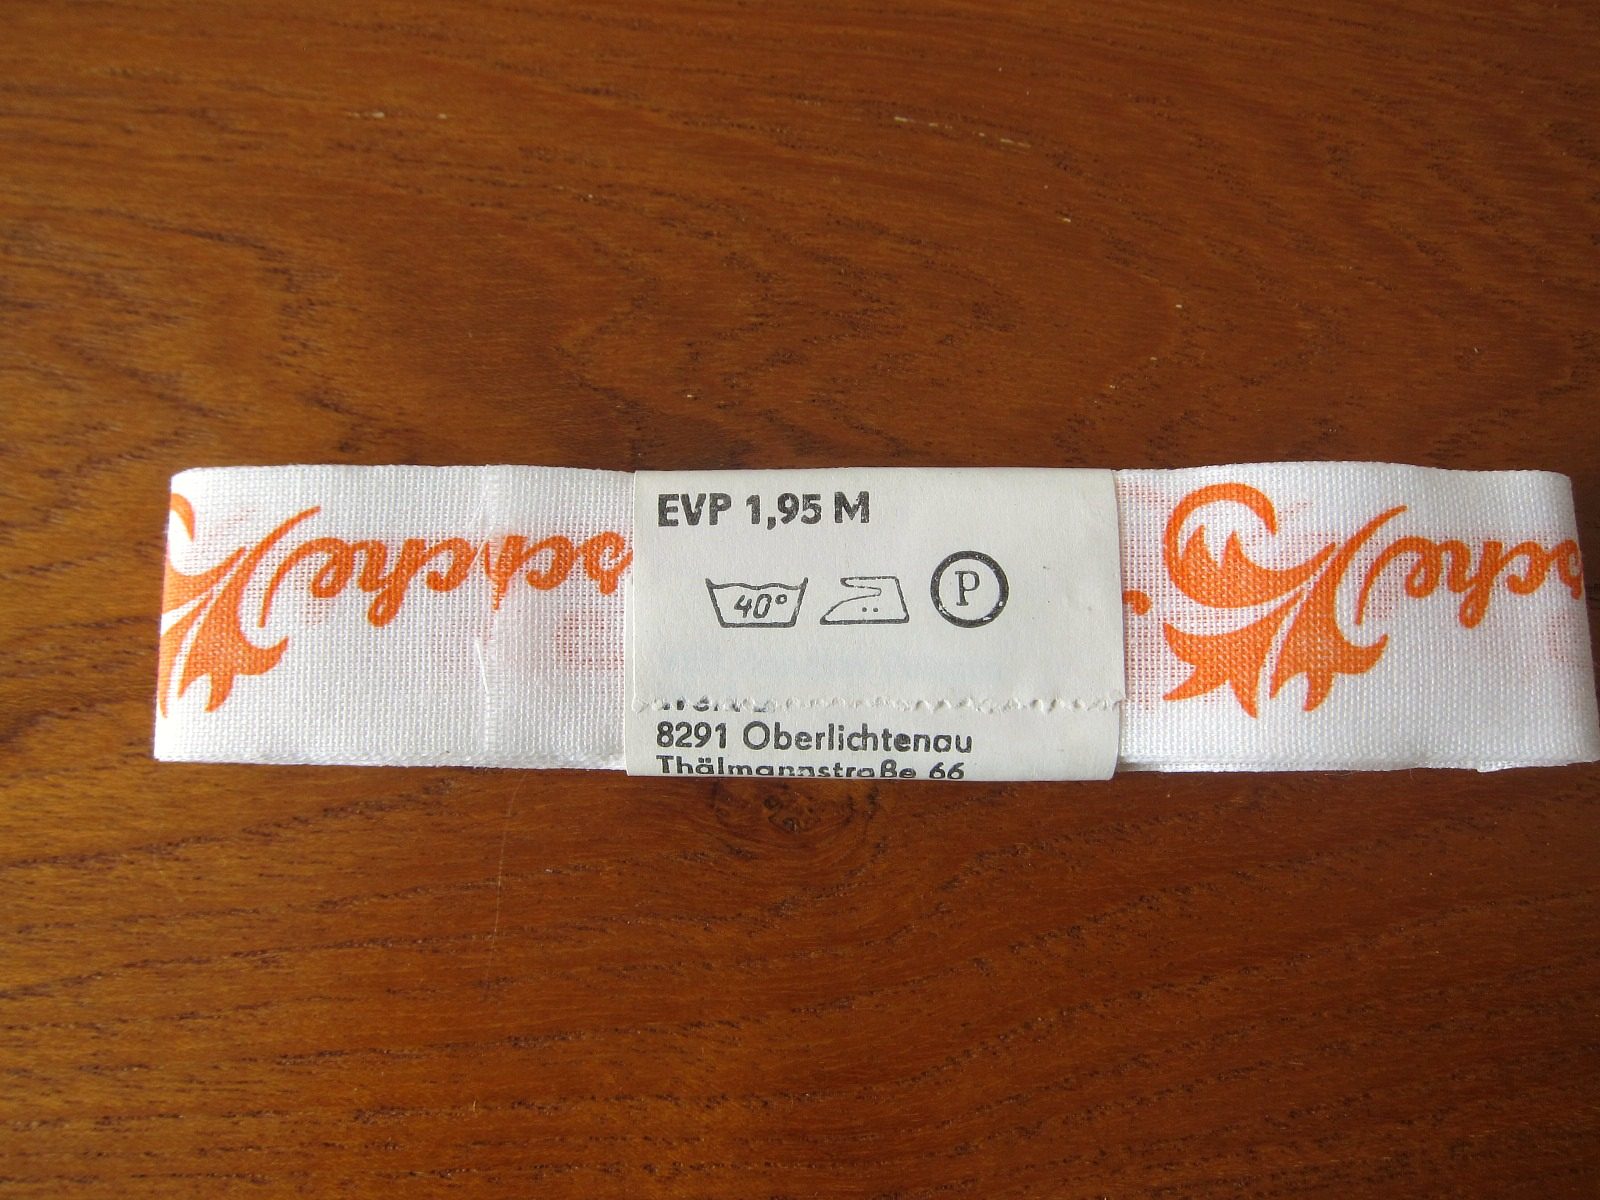 EVP 1,95 M
40°
P
8291 Oberlichtenau
Thälmannstraße 66